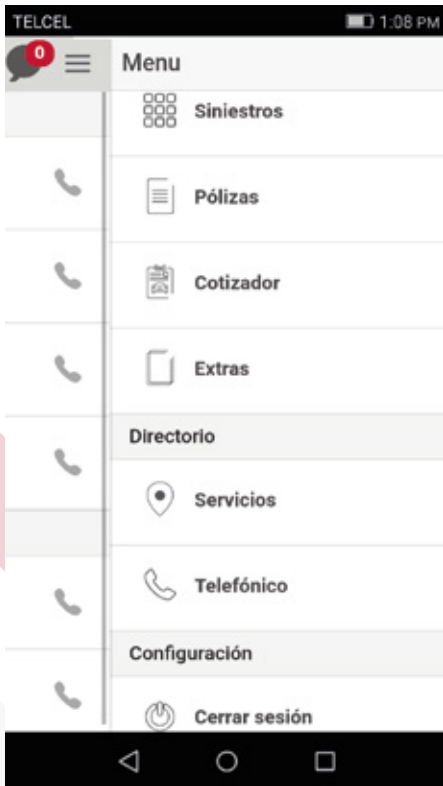 TELCEL 1:08 PM
0 Menu
Siniestros
Pólizas
Cotizador
Extras
Directorio
Servicios
Telefónico
Configuración
Cerrar sesión